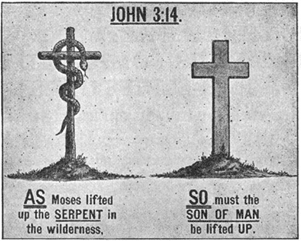 JOHN 3:14.
AS Moses lifted
up the SERPENT in
the wilderness,
SO must the
SON OF MAN
be lifted UP.